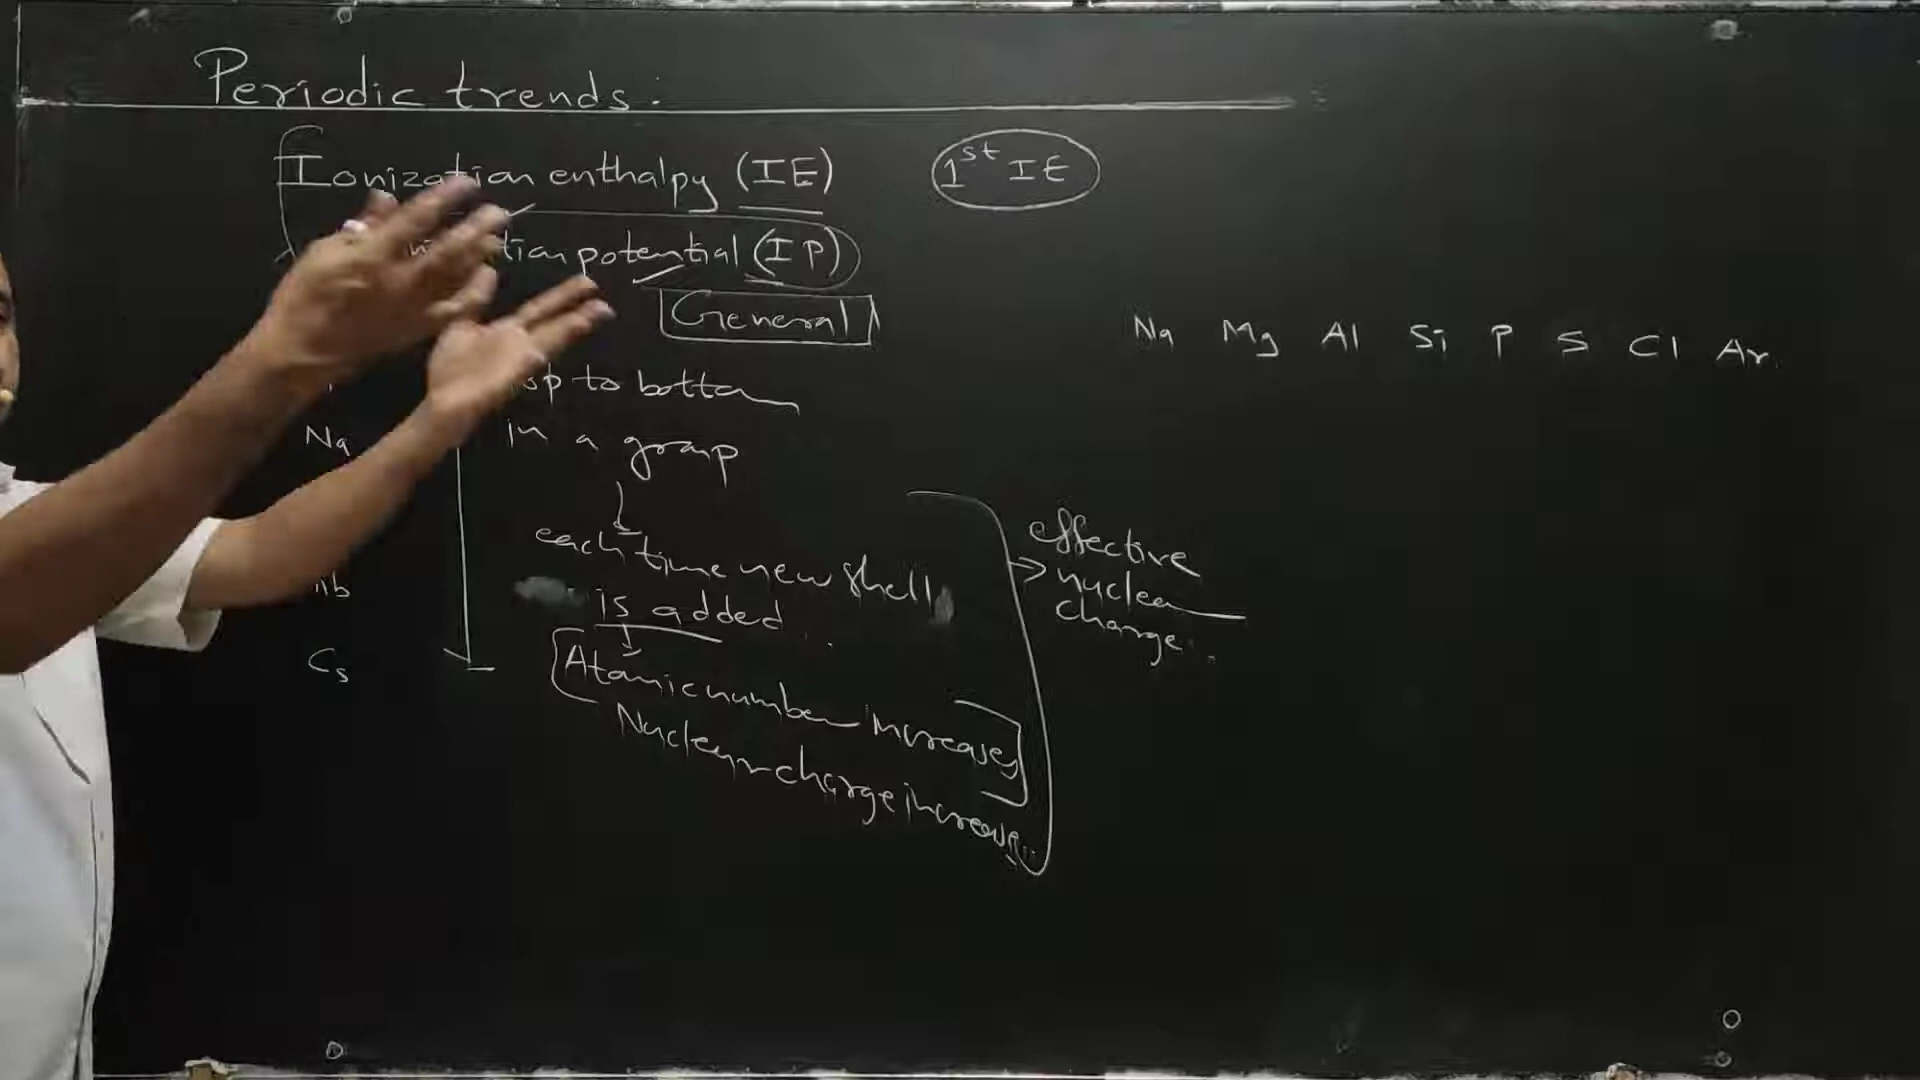 Periodic trends:
Ionization enthalpy (IE)
1st IE
potential (IP)
General
Na Mg Al Si P S Cl Ar
to bottom
Na
in a group
each time new shell
is added
effective
nuclear
charge
Rb
Cs
Atomic number increases
Nuclear charge increases